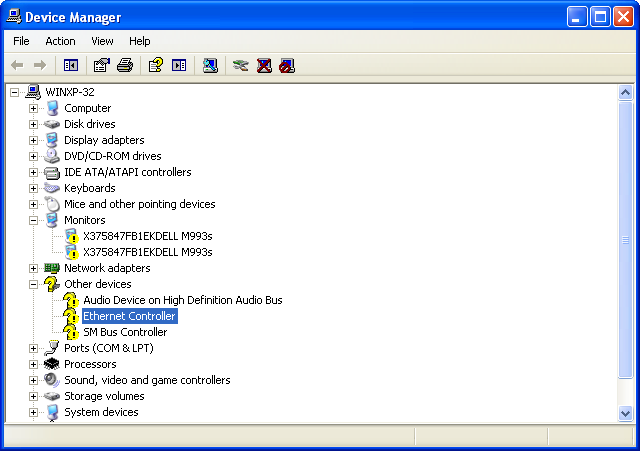 Device Manager
File Action View Help
WINXP-32
Computer
Disk drives
Display adapters
DVD/CD-ROM drives
IDE ATA/ATAPI controllers
Keyboards
Mice and other pointing devices
Monitors
X375847FB1EKDELL M993s
X375847FB1EKDELL M993s
Network adapters
Other devices
Audio Device on High Definition Audio Bus
Ethernet Controller
SM Bus Controller
Ports (COM & LPT)
Processors
Sound, video and game controllers
Storage volumes
System devices